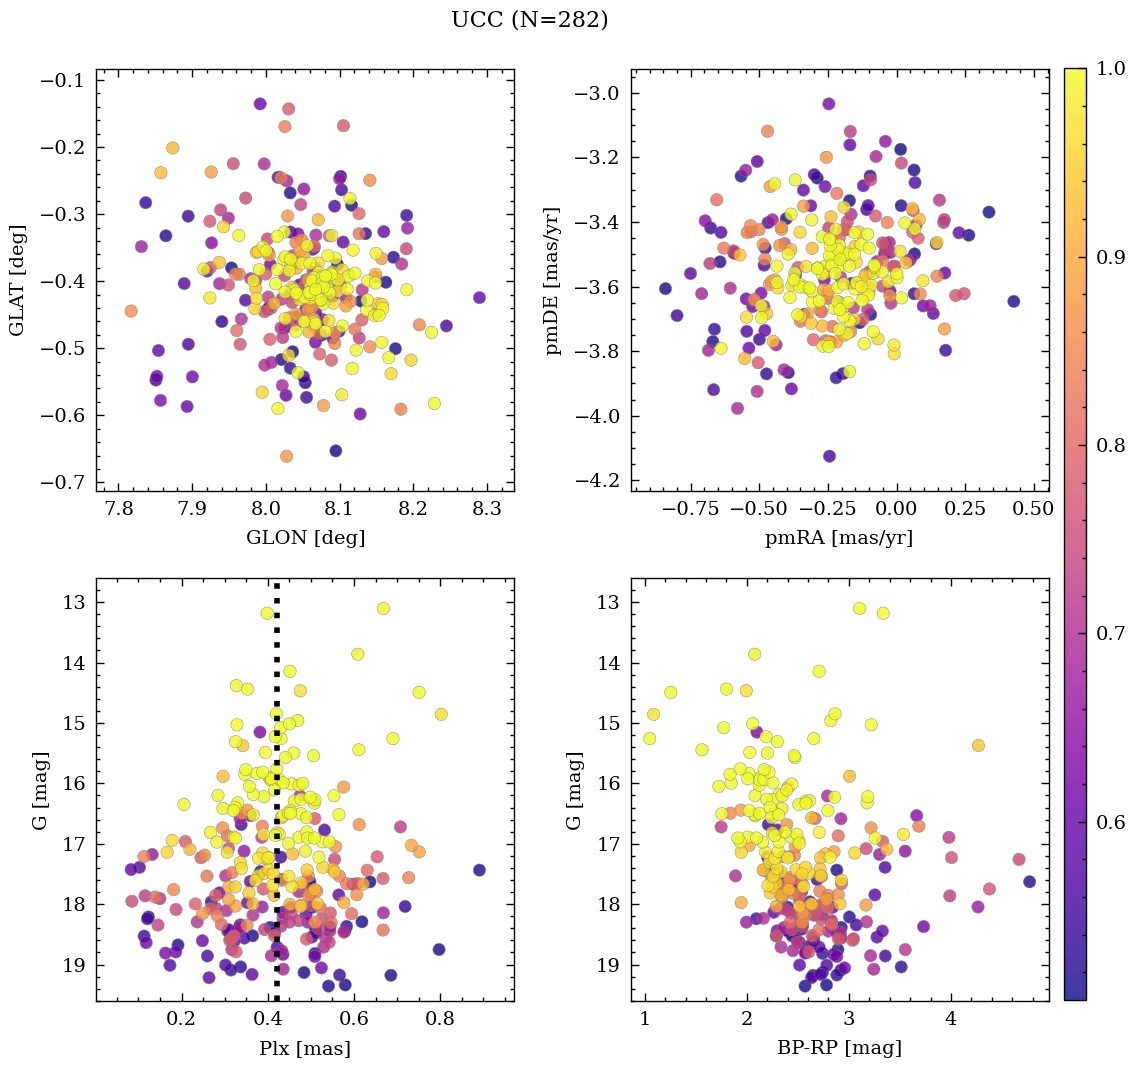 UCC (N=282)
−0.1
−0.2
−0.3
−0.4
−0.5
−0.6
−0.7
GLAT [deg]
7.8 7.9 8.0 8.1 8.2 8.3
GLON [deg]
−3.0
−3.2
−3.4
−3.6
−3.8
−4.0
−4.2
pmDE [mas/yr]
−0.75 −0.50 −0.25 0.00 0.25 0.50
pmRA [mas/yr]
13
14
15
16
17
18
19
G [mag]
0.2 0.4 0.6 0.8
Plx [mas]
13
14
15
16
17
18
19
G [mag]
1 2 3 4
BP-RP [mag]
1.0
0.9
0.8
0.7
0.6